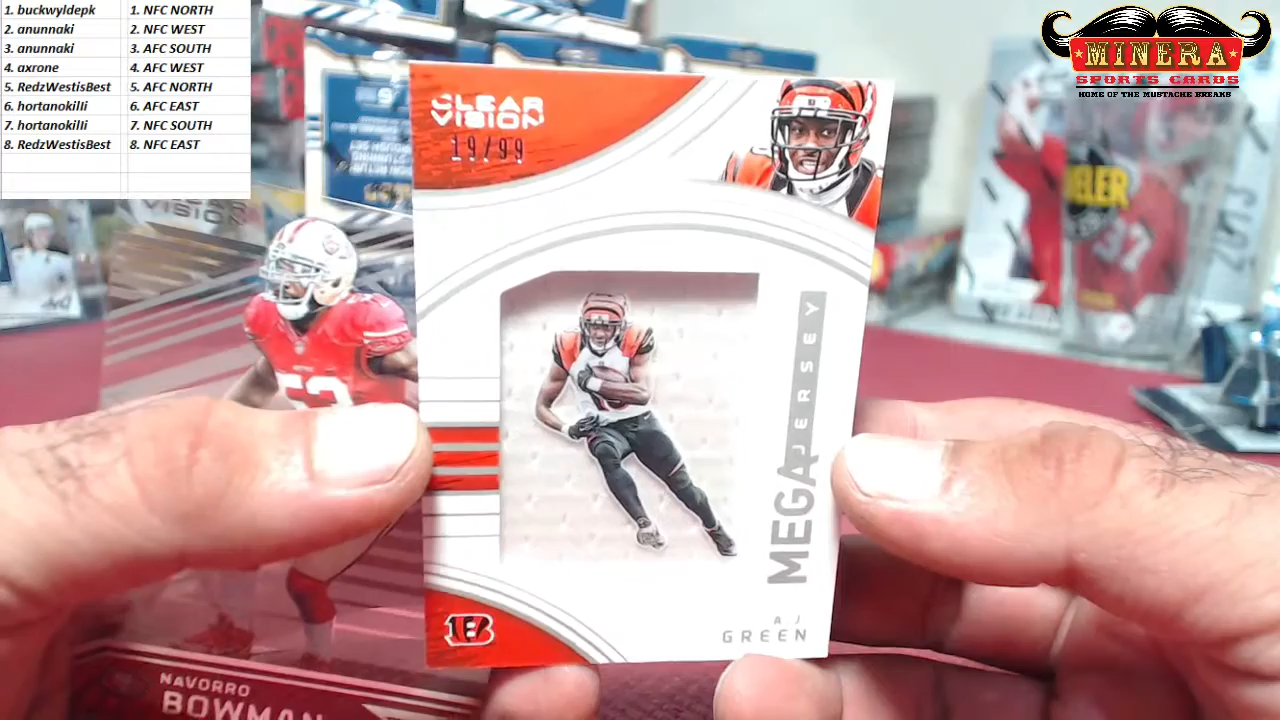 1. buckwyldepk 1. NFC NORTH
2. anunnaki 2. NFC WEST
3. anunnaki 3. AFC SOUTH
4. axrone 4. AFC WEST
5. RedzWestisBest 5. AFC NORTH
6. hortanokilli 6. AFC EAST
7. hortanokilli 7. NFC SOUTH
8. RedzWestisBest 8. NFC EAST
MINERA
SPORTS CARDS
HOME OF THE MUSTACHE BREAKS
CLEAR
VISION
19/99
MEGA JERSEY
A J
GREEN
VISION
53
NAVORRO
BOWMAN
37